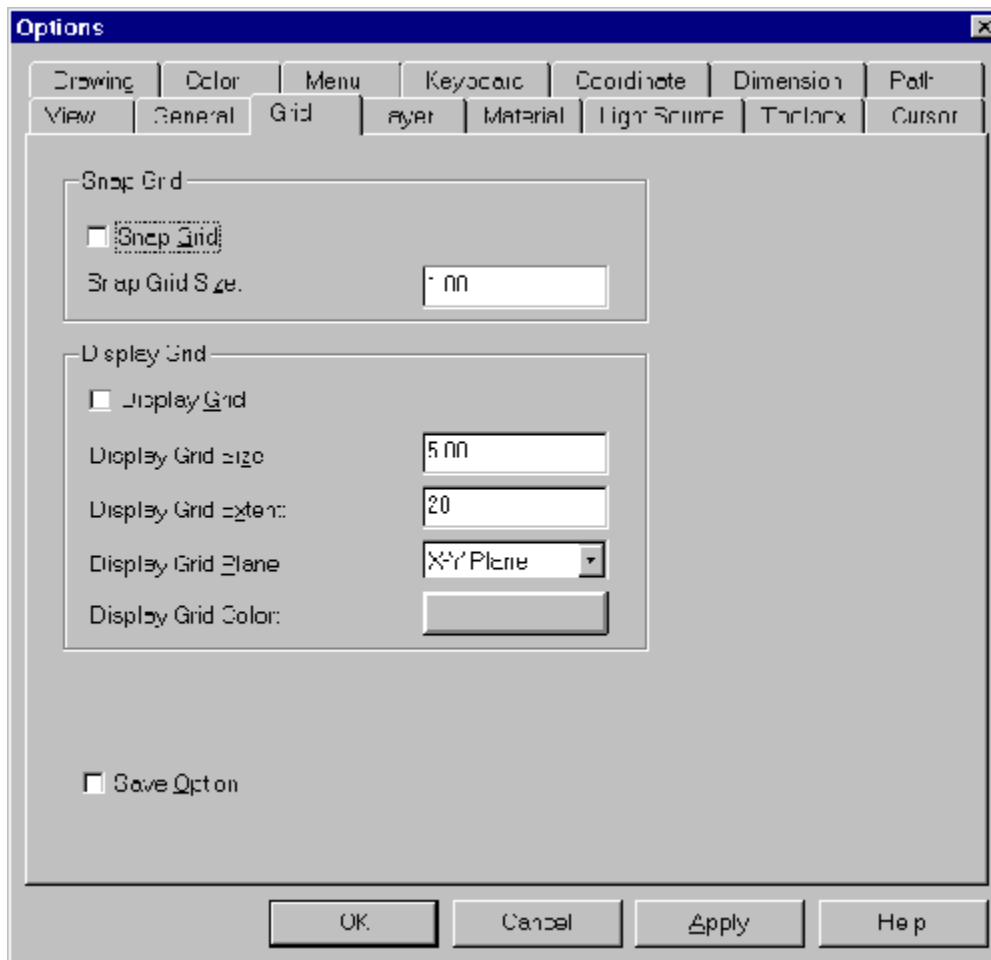 Options
Drawing Color Menu Keyboard Coordinate Dimension Path
View General Grid Layer Material Light Source Toolbox Cursor
Snap Grid
Snap Grid
Snap Grid Size: 1.00
Display Grid
Display Grid
Display Grid Size 5.00
Display Grid Extent: 20
Display Grid Plane X-Y Plane
Display Grid Color:
Save Option
OK Cancel Apply Help